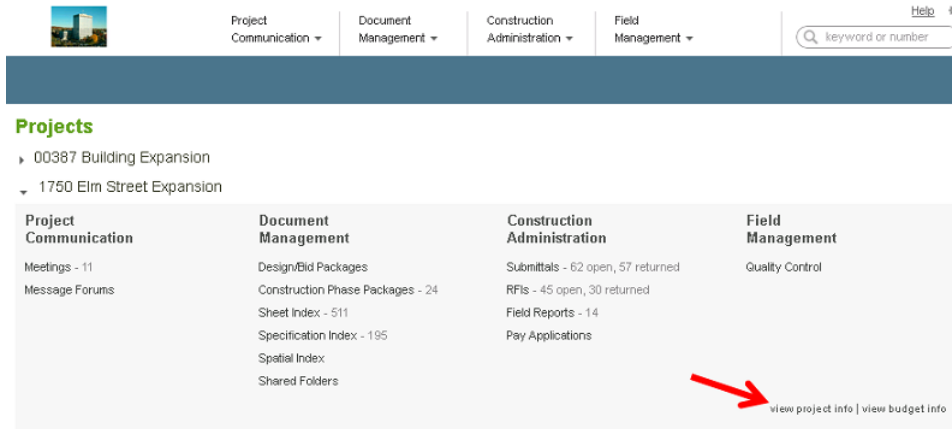 Help
Project Document Construction Field
Communication Management Administration Management
keyword or number
Projects
00387 Building Expansion
1750 Elm Street Expansion
Project
Communication
Meetings - 11
Message Forums
Document
Management
Design/Bid Packages
Construction Phase Packages - 24
Sheet Index - 511
Specification Index - 195
Spatial Index
Shared Folders
Construction
Administration
Submittals - 62 open, 57 returned
RFIs - 45 open, 30 returned
Field Reports - 14
Pay Applications
Field
Management
Quality Control
view project info | view budget info